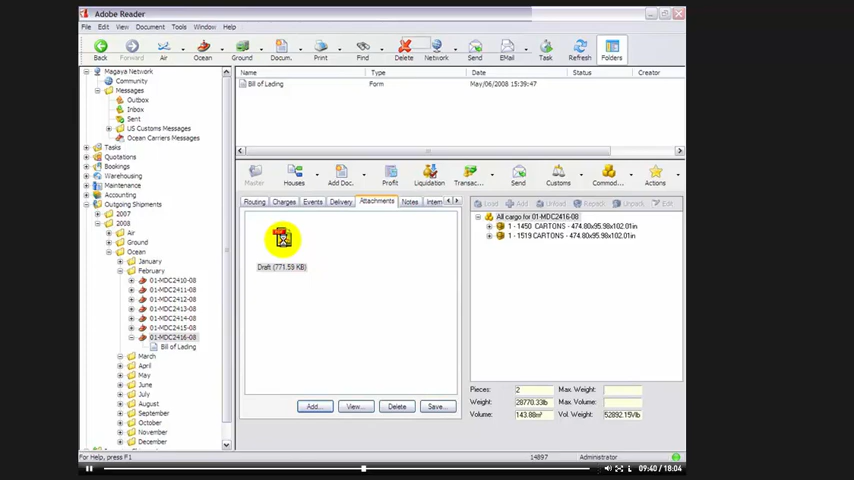 Adobe Reader
File Edit View Document Tools Window Help
Back Forward Air Ocean Ground Docum. Print Find Delete Network Send EMail Task Refresh Folders
Magaya Network
Community
Messages
Outbox
Inbox
Sent
US Customs Messages
Ocean Carriers Messages
Tasks
Quotations
Bookings
Warehousing
Maintenance
Accounting
Outgoing Shipments
2007
2008
Air
Ground
Ocean
January
February
01-MDC2410-08
01-MDC2411-08
01-MDC2412-08
01-MDC2413-08
01-MDC2414-08
01-MDC2415-08
01-MDC2416-08
Bill of Lading
March
April
May
June
July
August
September
October
November
December
Name Type Date Status Creator
Bill of Lading Form May/06/2008 15:39:47
Master Houses Add Doc. Profit Liquidation Transac... Send Customs Commod... Actions
Routing Charges Events Delivery Attachments Notes Intern
Draft (771.59 KB)
Add... View... Delete Save...
Load Add Unload Repack Unpack Edit
All cargo for 01-MDC2416-08
1 - 1450 CARTONS - 474.80x95.98x102.01in
1 - 1519 CARTONS - 474.80x95.98x102.01in
Pieces: 2 Max. Weight:
Weight: 28770.33lb Max. Volume:
Volume: 143.88m³ Vol. Weight: 52892.15Vlb
For Help, press F1 14897 Administrator
09:40 / 18:04